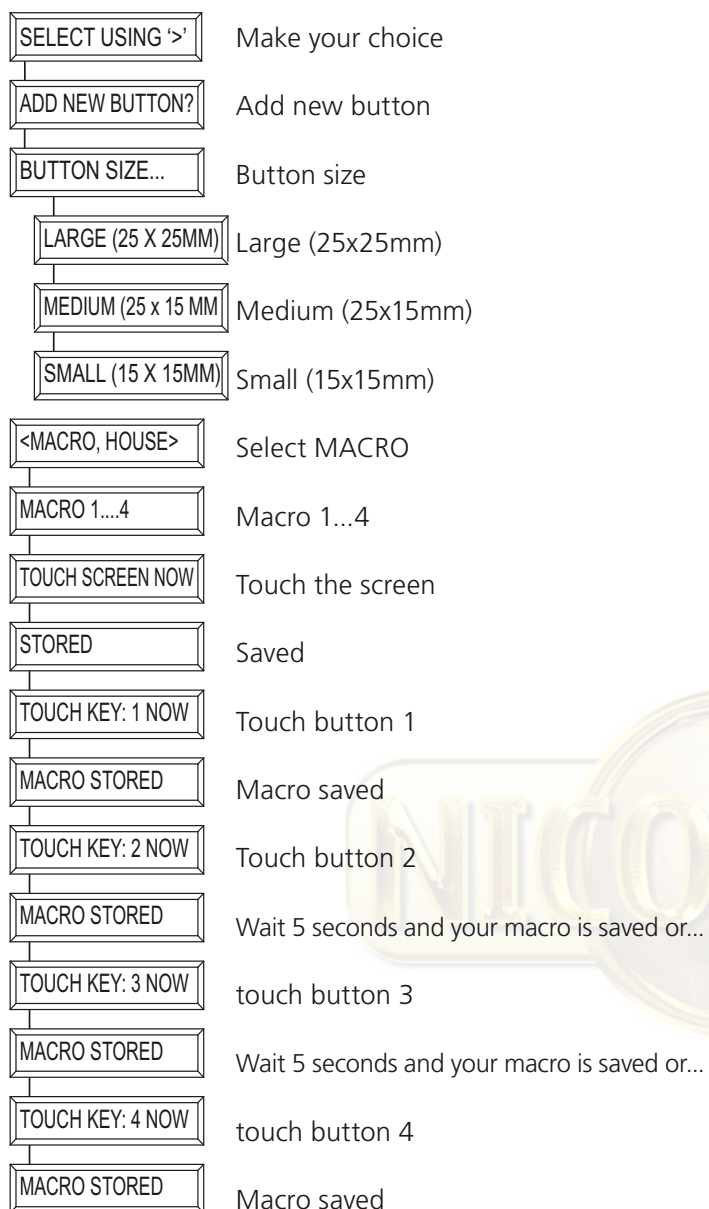 SELECT USING ‘>’ Make your choice
ADD NEW BUTTON? Add new button
BUTTON SIZE... Button size
LARGE (25 X 25MM) Large (25x25mm)
MEDIUM (25 x 15 MM Medium (25x15mm)
SMALL (15 X 15MM) Small (15x15mm)
<MACRO, HOUSE> Select MACRO
MACRO 1....4 Macro 1...4
TOUCH SCREEN NOW Touch the screen
STORED Saved
TOUCH KEY: 1 NOW Touch button 1
MACRO STORED Macro saved
TOUCH KEY: 2 NOW Touch button 2
MACRO STORED Wait 5 seconds and your macro is saved or...
TOUCH KEY: 3 NOW touch button 3
MACRO STORED Wait 5 seconds and your macro is saved or...
TOUCH KEY: 4 NOW touch button 4
MACRO STORED Macro saved